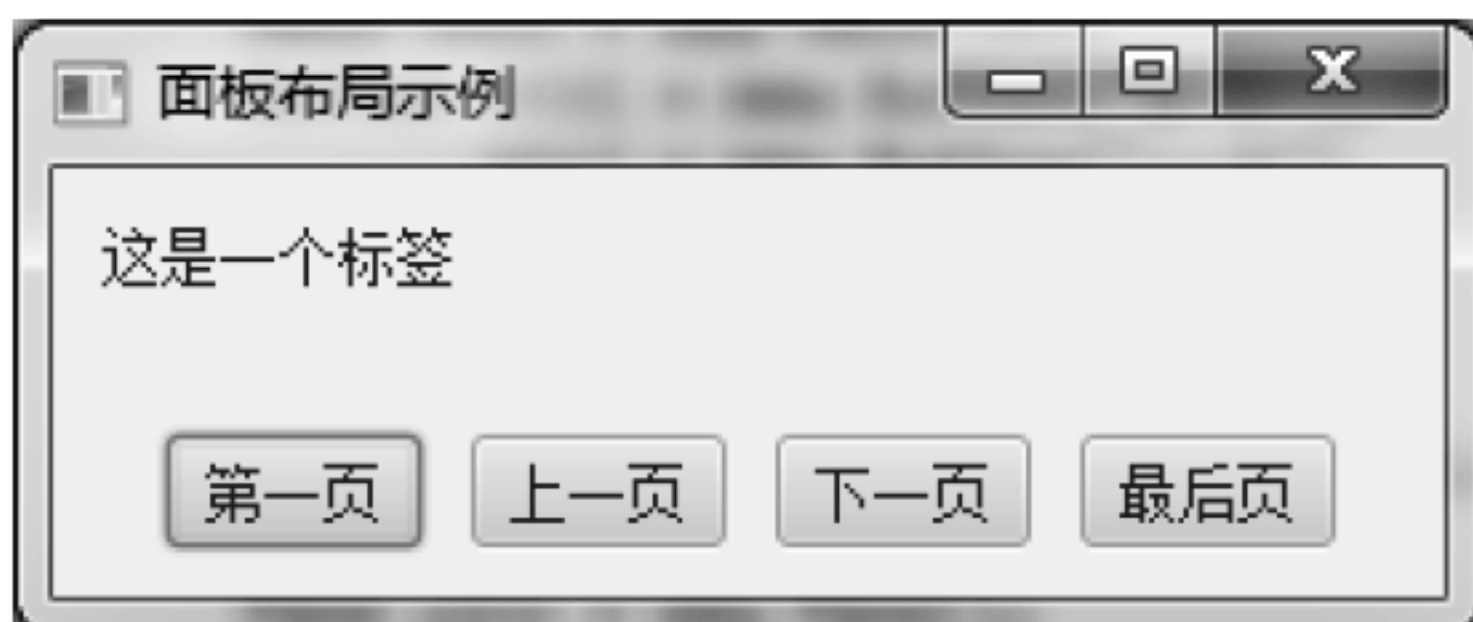 面板布局示例
这是一个标签
第一页 上一页 下一页 最后页